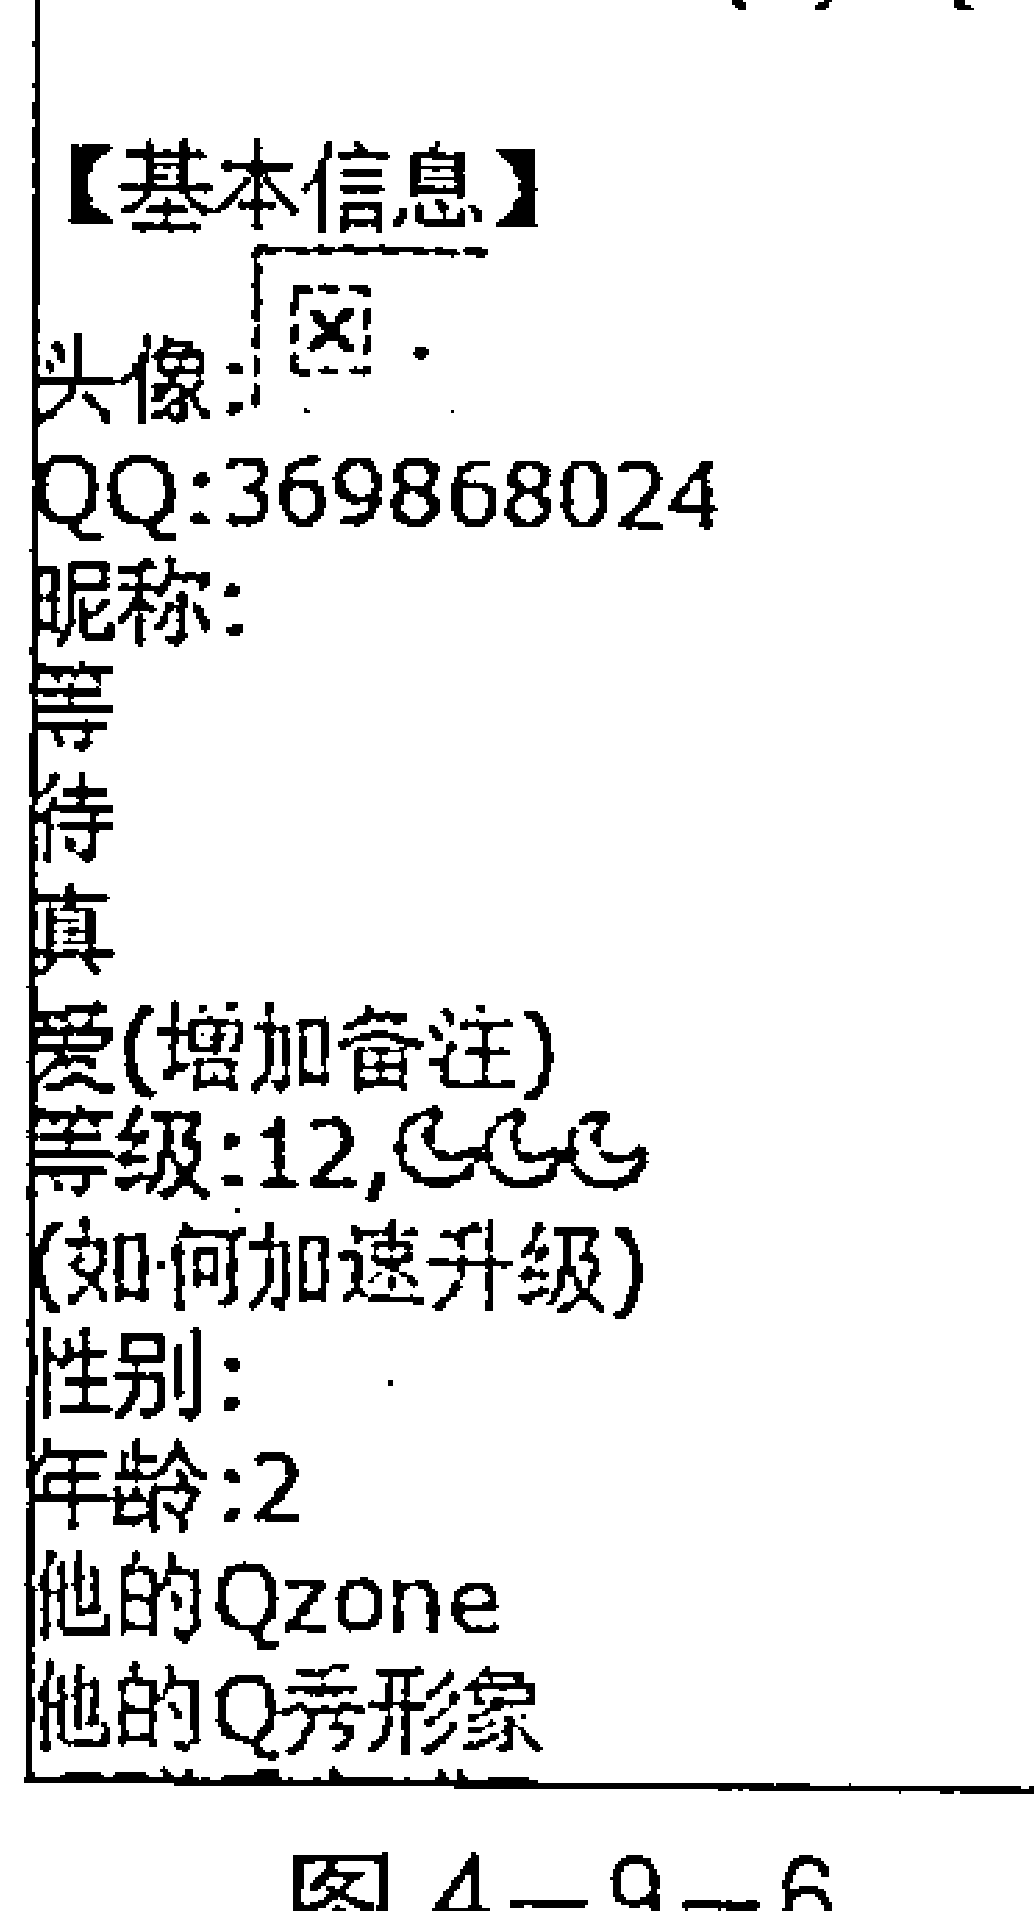 【基本信息】
头像:
QQ:369868024
昵称:
等
待
真
爱(增加备注)
等级:12,
(如何加速升级)
性别:
年龄:2
他的Qzone
他的Q秀形象
图 4-9-6